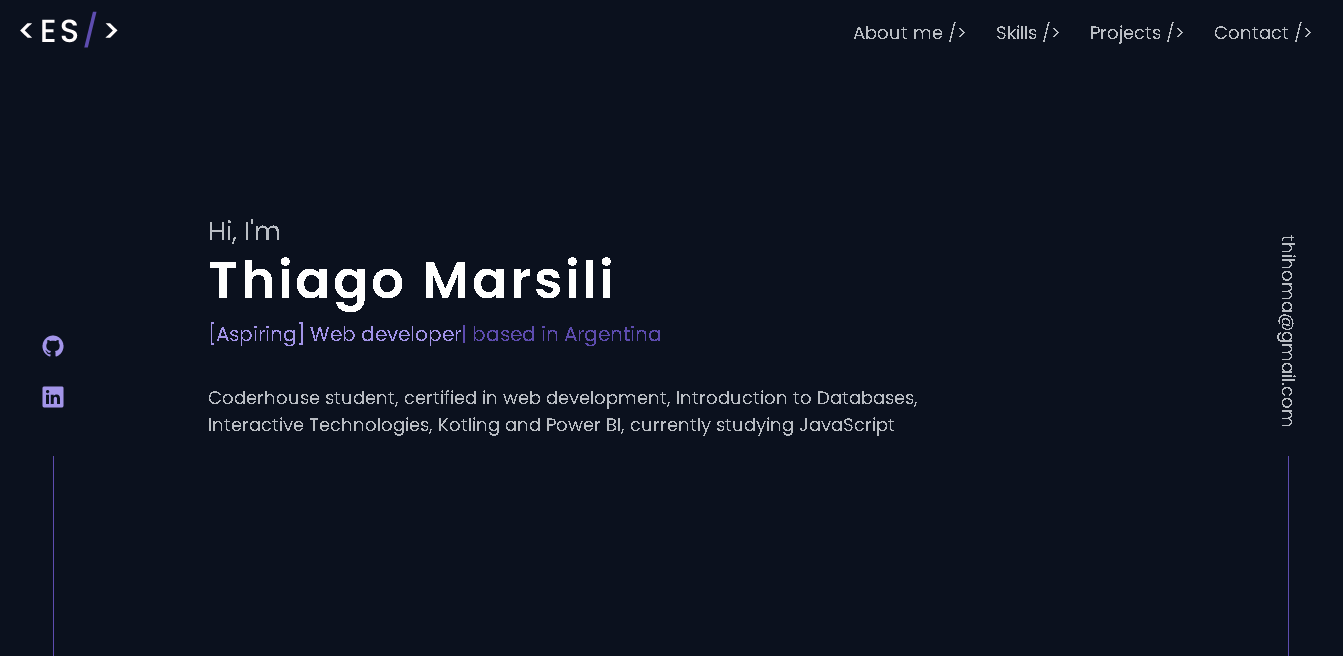 <ES/>
About me />
Skills />
Projects />
Contact />
Hi, I'm
Thiago Marsili
[Aspiring] Web developer| based in Argentina
Coderhouse student, certified in web development, Introduction to Databases,
Interactive Technologies, Kotling and Power BI, currently studying JavaScript
in
thihoma@gmail.com